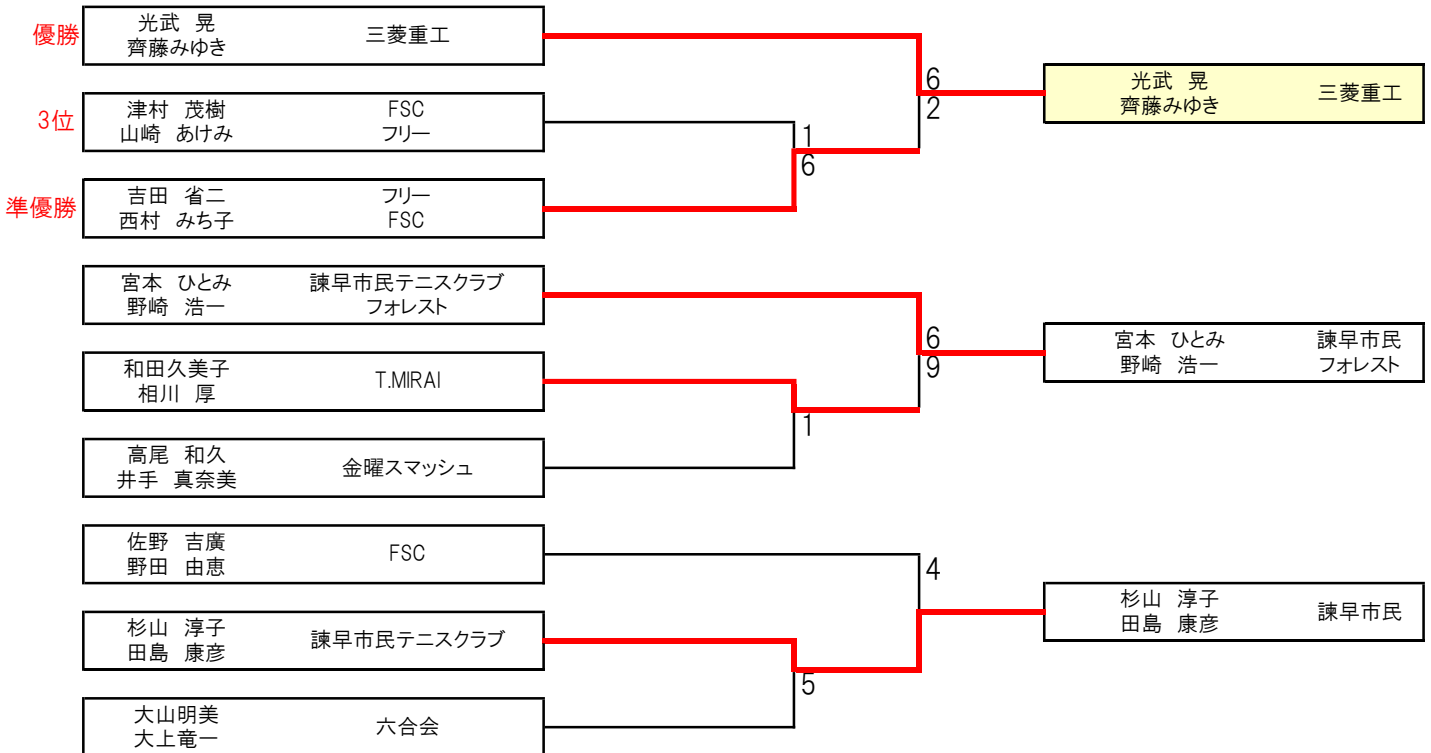 優勝
光武 晃 三菱重工
齊藤みゆき
3位
津村 茂樹 FSC
山崎 あけみ フリー
準優勝
吉田 省二 フリー
西村 みち子 FSC
宮本 ひとみ 諫早市民テニスクラブ
野崎 浩一 フォレスト
和田久美子 T.MIRAI
相川 厚
高尾 和久 金曜スマッシュ
井手 真奈美
佐野 吉廣 FSC
野田 由恵
杉山 淳子 諫早市民テニスクラブ
田島 康彦
大山明美 六合会
大上竜一
1
6
1
5
6
2
6
9
4
光武 晃 三菱重工
齊藤みゆき
宮本 ひとみ 諫早市民
野崎 浩一 フォレスト
杉山 淳子 諫早市民
田島 康彦